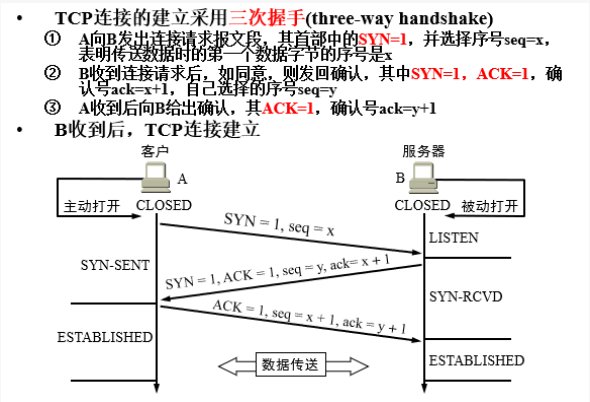 • TCP连接的建立采用三次握手(three-way handshake)
① A向B发出连接请求报文段，其首部中的SYN=1，并选择序号seq=x，
表明传送数据时的第一个数据字节的序号是x
② B收到连接请求后，如同意，则发回确认，其中SYN=1，ACK=1，确
认号ack=x+1，自己选择的序号seq=y
③ A收到后向B给出确认，其ACK=1，确认号ack=y+1
• B收到后，TCP连接建立
客户
服务器
A
B
主动打开
CLOSED
CLOSED
被动打开
SYN = 1, seq = x
LISTEN
SYN-SENT
SYN = 1, ACK = 1, seq = y, ack= x + 1
SYN-RCVD
ACK = 1, seq = x + 1, ack = y + 1
ESTABLISHED
ESTABLISHED
数据传送